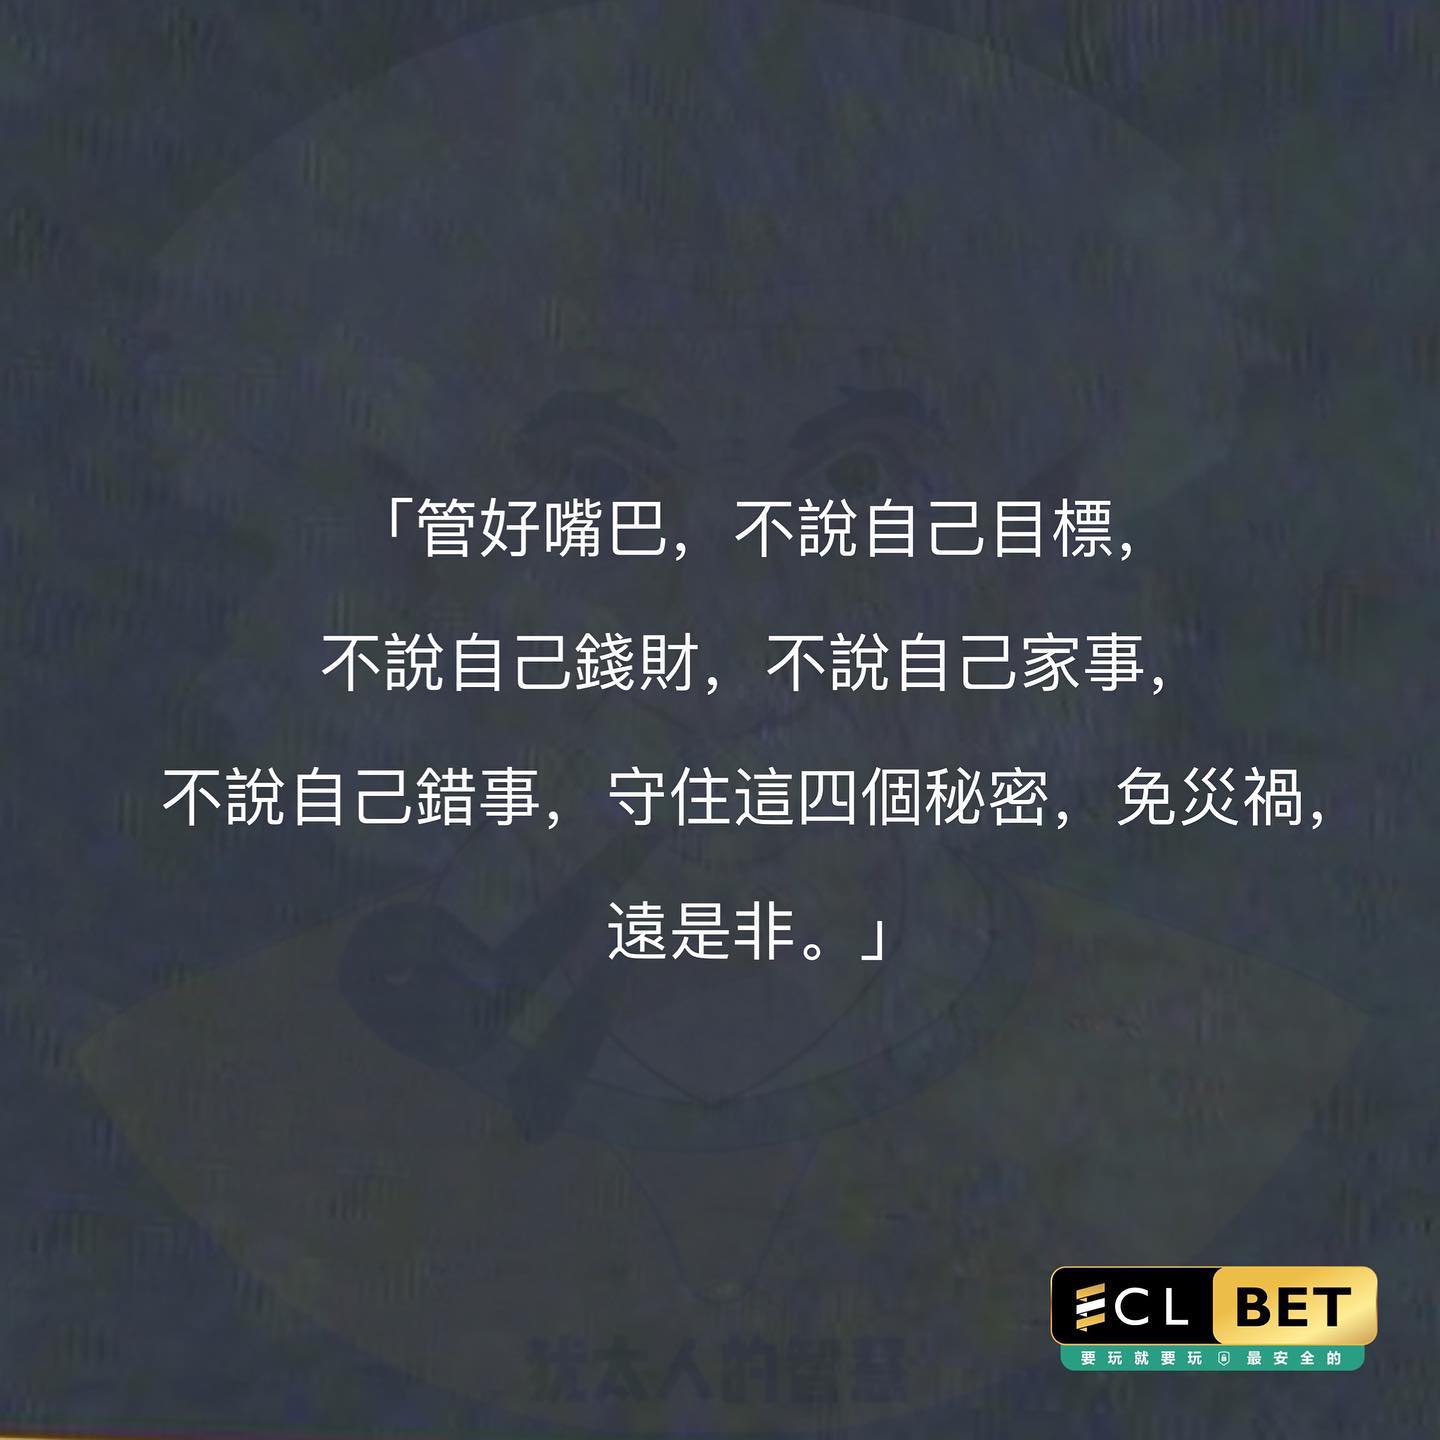 「管好嘴巴，不說自己目標，
不說自己錢財，不說自己家事，
不說自己錯事，守住這四個秘密，免災禍，
遠是非。」
ECL BET
要玩就要玩最安全的